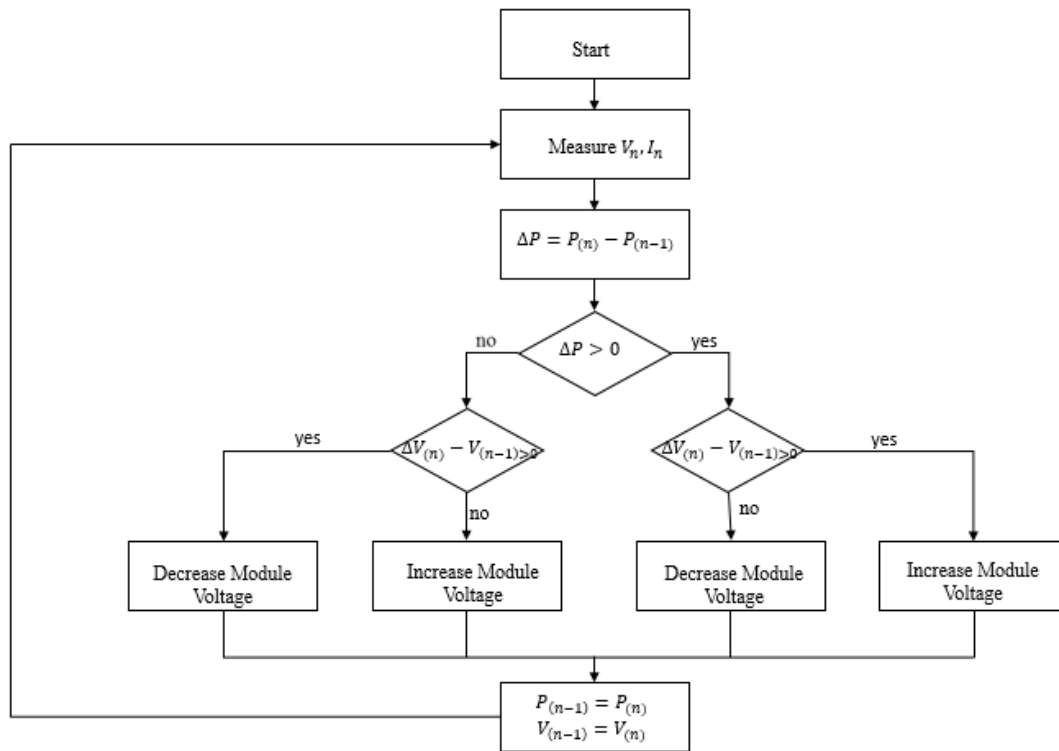 Start
Measure Vₙ, Iₙ
ΔP = P₍ₙ₎ − P₍ₙ₋₁₎
no
ΔP > 0
yes
yes
ΔV₍ₙ₎ − V₍ₙ₋₁₎>0
ΔV₍ₙ₎ − V₍ₙ₋₁₎>0
yes
no
no
Decrease Module
Voltage
Increase Module
Voltage
Decrease Module
Voltage
Increase Module
Voltage
P₍ₙ₋₁₎ = P₍ₙ₎
V₍ₙ₋₁₎ = V₍ₙ₎